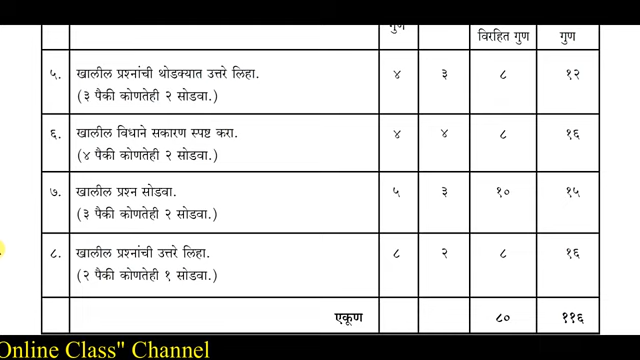 गुण
विरहित गुण गुण
५. खालील प्रश्नांची थोडक्यात उत्तरे लिहा. ४ ३ ८ १२
(३ पैकी कोणतेही २ सोडवा.)
६. खालील विधाने सकारण स्पष्ट करा. ४ ४ ८ १६
(४ पैकी कोणतेही २ सोडवा.)
७. खालील प्रश्न सोडवा. ५ ३ १० १५
(३ पैकी कोणतेही २ सोडवा.)
८. खालील प्रश्नांची उत्तरे लिहा. ८ २ ८ १६
(२ पैकी कोणतेही १ सोडवा.)
एकूण ८० ११६
Online Class" Channel